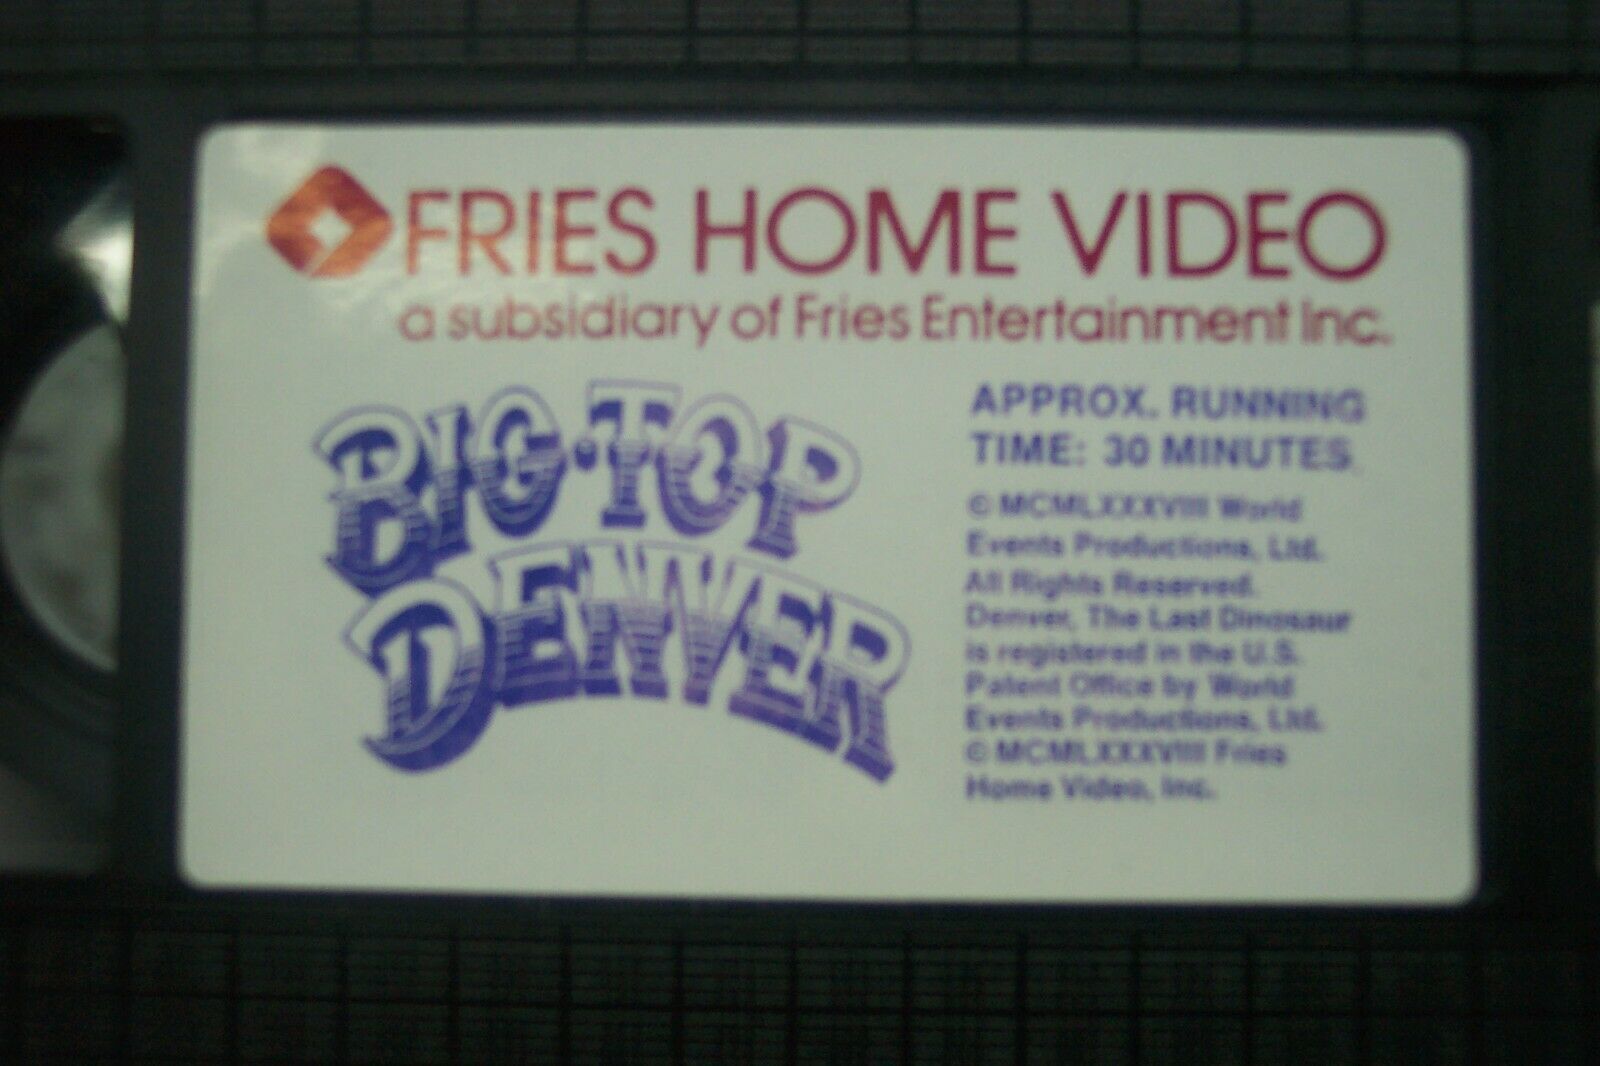 FRIES HOME VIDEO
a subsidiary of Fries Entertainment Inc.
BIG·TOP
DENVER
APPROX. RUNNING
TIME: 30 MINUTES.
© MCMLXXXVIII World
Events Productions, Ltd.
All Rights Reserved.
Denver, The Last Dinosaur
is registered in the U.S.
Patent Office by World
Events Productions, Ltd.
© MCMLXXXVIII Fries
Home Video, Inc.